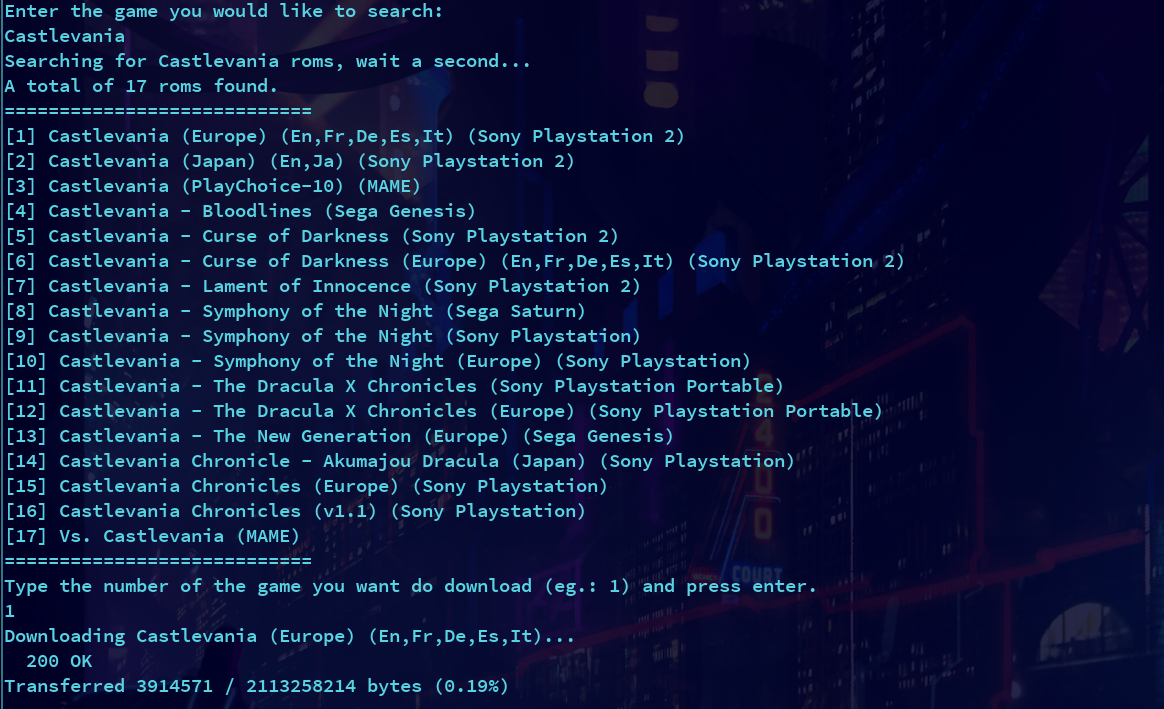 Enter the game you would like to search:
Castlevania
Searching for Castlevania roms, wait a second...
A total of 17 roms found.
============================
[1] Castlevania (Europe) (En,Fr,De,Es,It) (Sony Playstation 2)
[2] Castlevania (Japan) (En,Ja) (Sony Playstation 2)
[3] Castlevania (PlayChoice-10) (MAME)
[4] Castlevania - Bloodlines (Sega Genesis)
[5] Castlevania - Curse of Darkness (Sony Playstation 2)
[6] Castlevania - Curse of Darkness (Europe) (En,Fr,De,Es,It) (Sony Playstation 2)
[7] Castlevania - Lament of Innocence (Sony Playstation 2)
[8] Castlevania - Symphony of the Night (Sega Saturn)
[9] Castlevania - Symphony of the Night (Sony Playstation)
[10] Castlevania - Symphony of the Night (Europe) (Sony Playstation)
[11] Castlevania - The Dracula X Chronicles (Sony Playstation Portable)
[12] Castlevania - The Dracula X Chronicles (Europe) (Sony Playstation Portable)
[13] Castlevania - The New Generation (Europe) (Sega Genesis)
[14] Castlevania Chronicle - Akumajou Dracula (Japan) (Sony Playstation)
[15] Castlevania Chronicles (Europe) (Sony Playstation)
[16] Castlevania Chronicles (v1.1) (Sony Playstation)
[17] Vs. Castlevania (MAME)
============================
Type the number of the game you want do download (eg.: 1) and press enter.
1
Downloading Castlevania (Europe) (En,Fr,De,Es,It)...
  200 OK
Transferred 3914571 / 2113258214 bytes (0.19%)
COURT